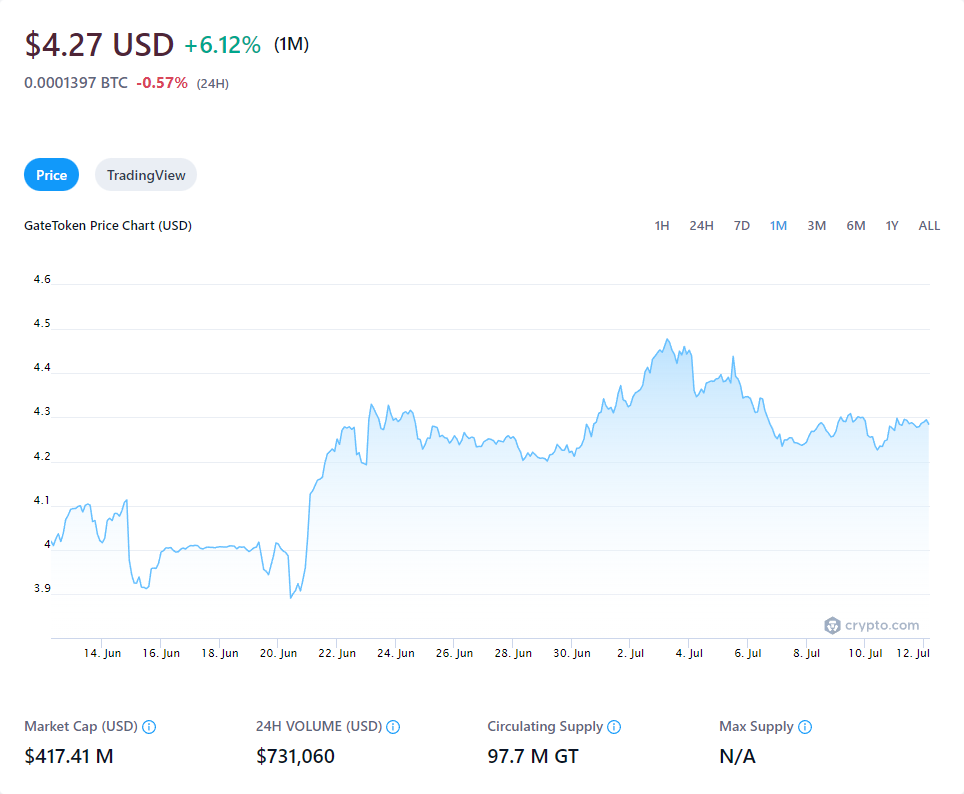 $4.27 USD +6.12% (1M)
0.0001397 BTC -0.57% (24H)
Price TradingView
GateToken Price Chart (USD) 1H 24H 7D 1M 3M 6M 1Y ALL
4.6
4.5
4.4
4.3
4.2
4.1
4
3.9
crypto.com
14. Jun 16. Jun 18. Jun 20. Jun 22. Jun 24. Jun 26. Jun 28. Jun 30. Jun 2. Jul 4. Jul 6. Jul 8. Jul 10. Jul 12. Jul
Market Cap (USD) 24H VOLUME (USD) Circulating Supply Max Supply
$417.41 M $731,060 97.7 M GT N/A